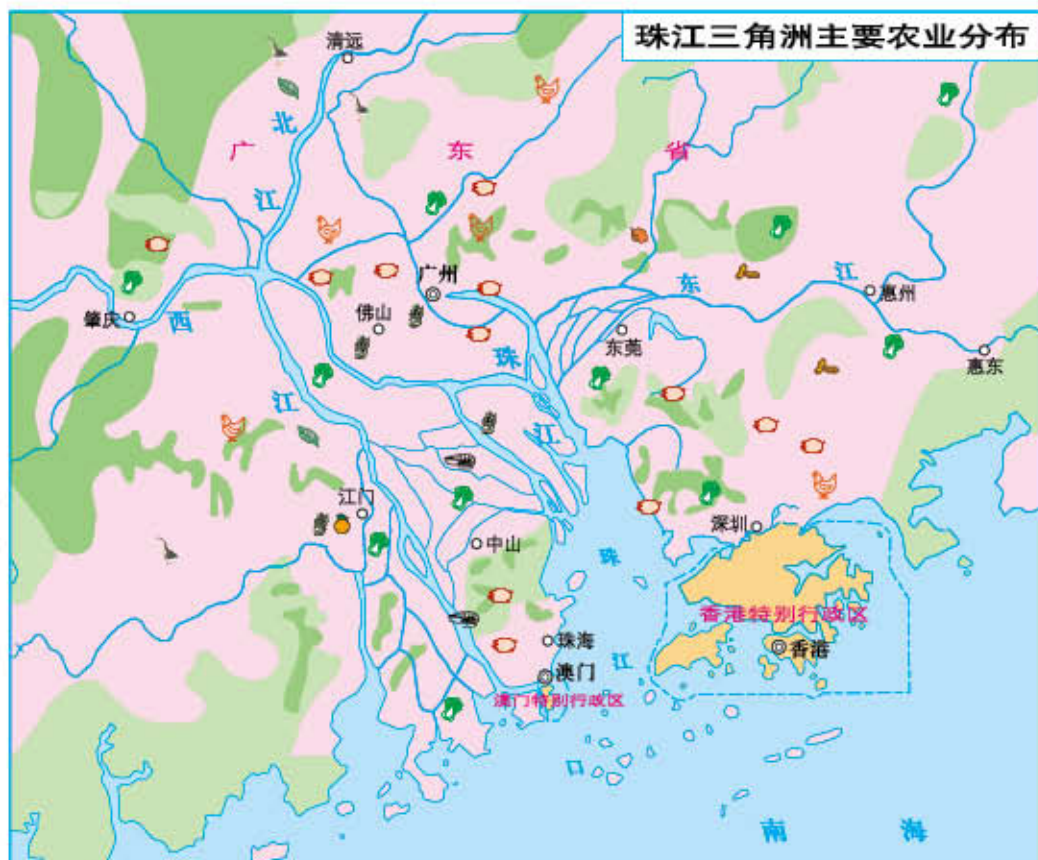 珠江三角洲主要农业分布
清远
北
江
广 东 省
广州
东 江
惠州
肇庆
西
江
佛山
珠
江
东莞
惠东
江门
中山
深圳
珠
江
口
香港特别行政区
香港
珠海
澳门
澳门特别行政区
南 海